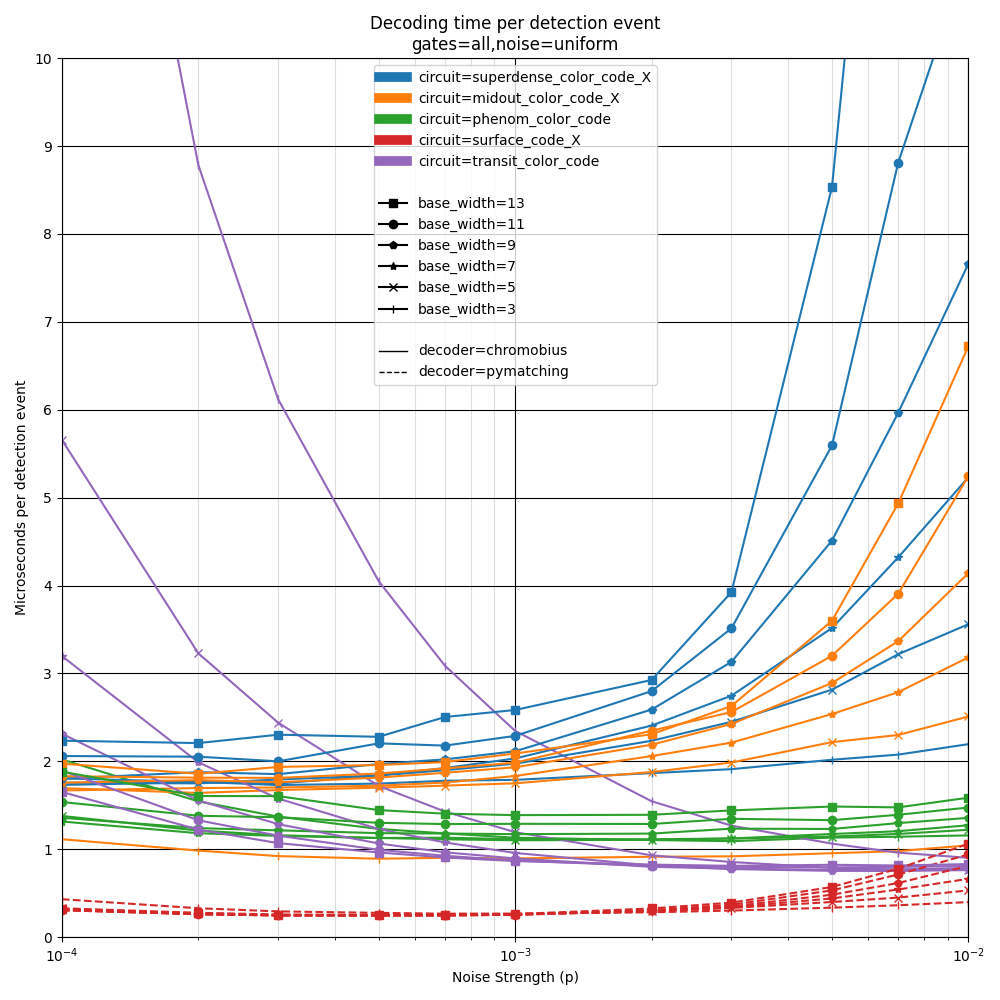 Decoding time per detection event
gates=all,noise=uniform
10
9
8
7
6
5
4
3
2
1
0
Microseconds per detection event
circuit=superdense_color_code_X
circuit=midout_color_code_X
circuit=phenom_color_code
circuit=surface_code_X
circuit=transit_color_code
base_width=13
base_width=11
base_width=9
base_width=7
base_width=5
base_width=3
decoder=chromobius
decoder=pymatching
10⁻⁴ 10⁻³ 10⁻²
Noise Strength (p)